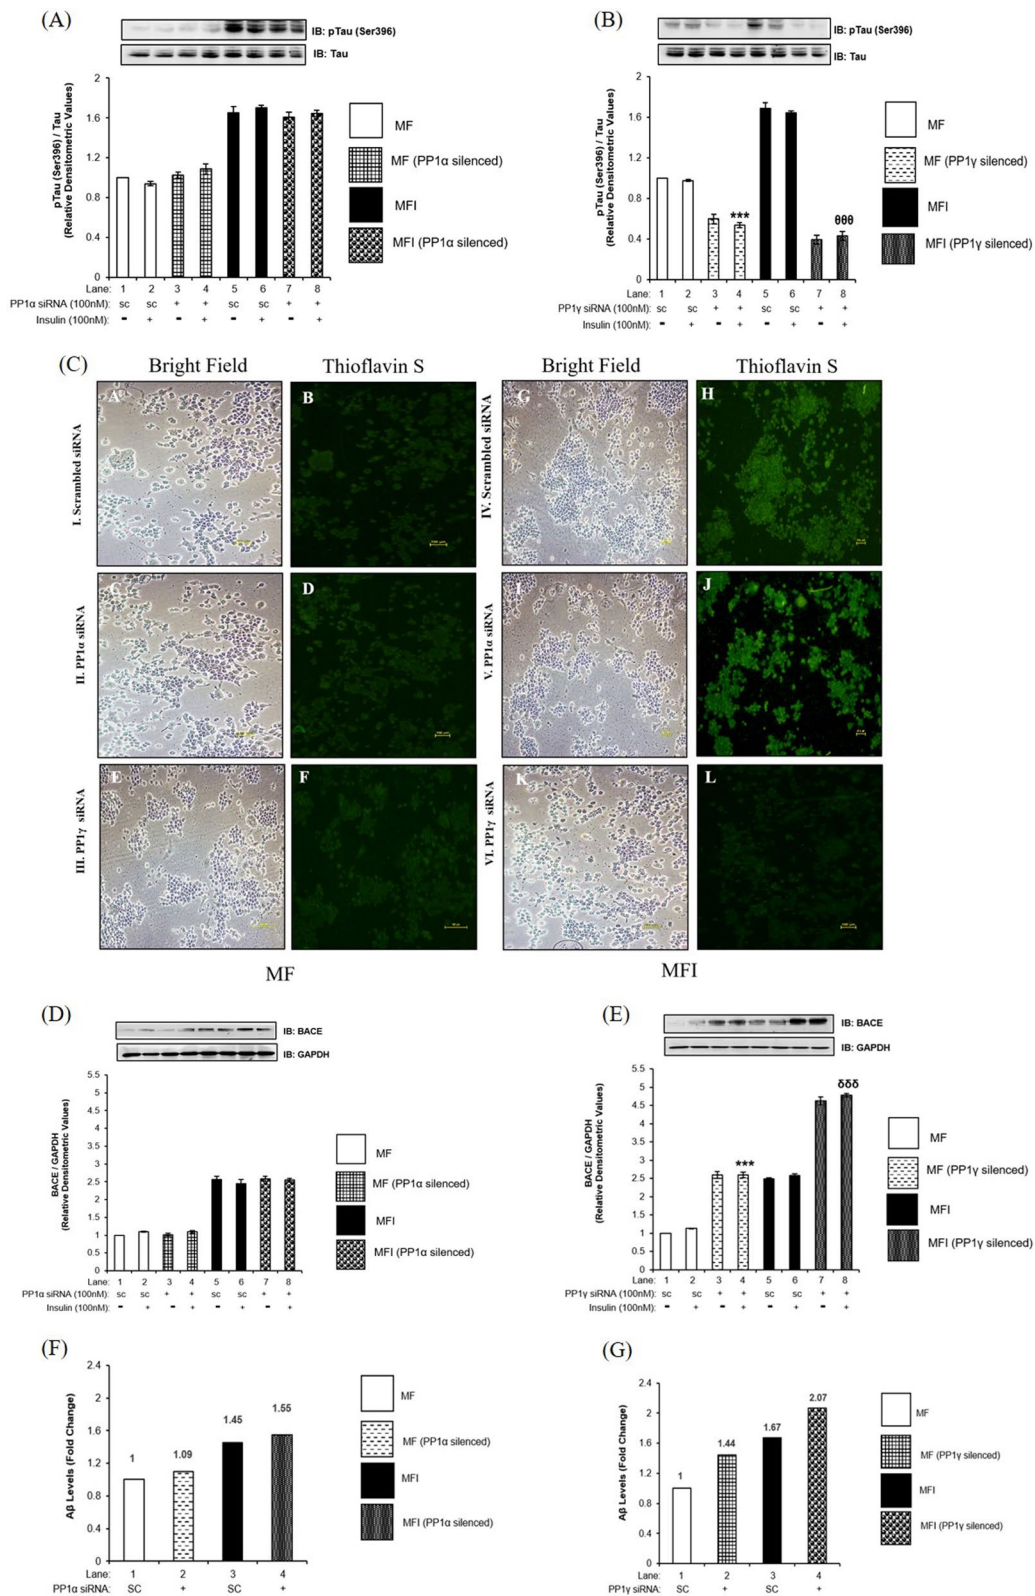 (A)
IB: pTau (Ser396)
IB: Tau
pTau (Ser396) / Tau
(Relative Densitometric Values)
2
1.6
1.2
0.8
0.4
0
MF
MF (PP1α silenced)
MFI
MFI (PP1α silenced)
Lane: 1 2 3 4 5 6 7 8
PP1α siRNA (100nM): sc sc + + sc sc + +
Insulin (100nM): - + - + - + - +
(B)
IB: pTau (Ser396)
IB: Tau
pTau (Ser396) / Tau
(Relative Densitometric Values)
2
1.6
1.2
0.8
0.4
0
***
θθθ
MF
MF (PP1γ silenced)
MFI
MFI (PP1γ silenced)
Lane: 1 2 3 4 5 6 7 8
PP1γ siRNA (100nM): sc sc + + sc sc + +
Insulin (100nM): - + - + - + - +
(C)
Bright Field Thioflavin S Bright Field Thioflavin S
I. Scrambled siRNA
A B
IV. Scrambled siRNA
G H
II. PP1α siRNA
C D
V. PP1α siRNA
I J
III. PP1γ siRNA
E F
VI. PP1γ siRNA
K L
MF MFI
(D)
IB: BACE
IB: GAPDH
BACE / GAPDH
(Relative Densitometric Values)
5.5
5
4.5
4
3.5
3
2.5
2
1.5
1
0.5
0
MF
MF (PP1α silenced)
MFI
MFI (PP1α silenced)
Lane: 1 2 3 4 5 6 7 8
PP1α siRNA (100nM): sc sc + + sc sc + +
Insulin (100nM): - + - + - + - +
(E)
IB: BACE
IB: GAPDH
BACE / GAPDH
(Relative Densitometric Values)
5.5
5
4.5
4
3.5
3
2.5
2
1.5
1
0.5
0
***
δδδ
MF
MF (PP1γ silenced)
MFI
MFI (PP1γ silenced)
Lane: 1 2 3 4 5 6 7 8
PP1γ siRNA (100nM): sc sc + + sc sc + +
Insulin (100nM): - + - + - + - +
(F)
Aβ Levels (Fold Change)
2.4
2
1.6
1.2
0.8
0.4
0
1
1.09
1.45
1.55
MF
MF (PP1α silenced)
MFI
MFI (PP1α silenced)
Lane: 1 2 3 4
PP1α siRNA: SC + SC +
(G)
Aβ Levels (Fold Change)
2.4
2
1.6
1.2
0.8
0.4
0
1
1.44
1.67
2.07
MF
MF (PP1γ silenced)
MFI
MFI (PP1γ silenced)
Lane: 1 2 3 4
PP1γ siRNA: SC + SC +